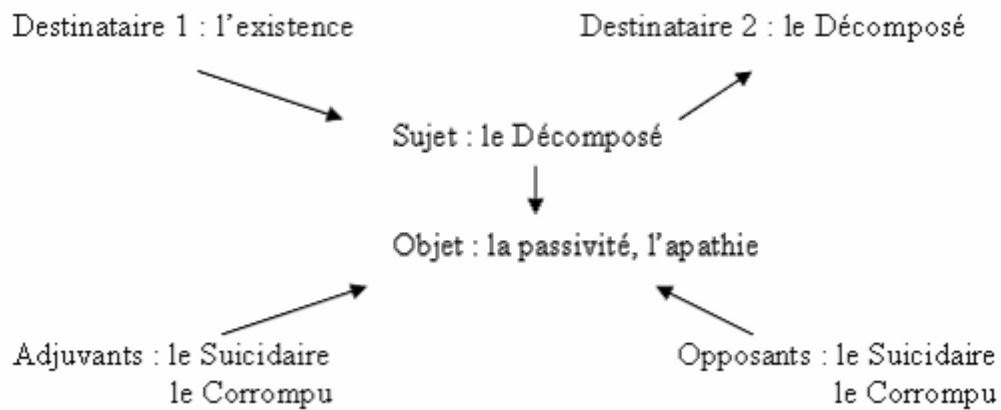 Destinataire 1 : l'existence
Destinataire 2 : le Décomposé
Sujet : le Décomposé
Objet : la passivité, l'apathie
Adjuvants : le Suicidaire
le Corrompu
Opposants : le Suicidaire
le Corrompu